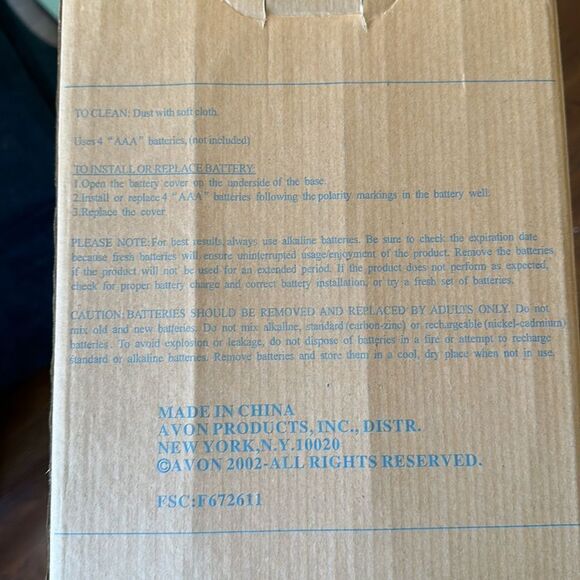 TO CLEAN: Dust with soft cloth.
Uses 4 “AAA” batteries, (not included)
TO INSTALL OR REPLACE BATTERY:
1.Open the battery cover on the underside of the base.
2.install or replace 4 “AAA” batteries following the polarity markings in the battery well.
3.Replace the cover
PLEASE NOTE: For best results, always use alkaline batteries. Be sure to check the expiration date
because fresh batteries will ensure uninterrupted usage/enjoyment of the product. Remove the batteries
if the product will not be used for an extended period. If the product does not perform as expected,
check for proper battery charge and correct battery installation, or try a fresh set of batteries.
CAUTION: BATTERIES SHOULD BE REMOVED AND REPLACED BY ADULTS ONLY. Do not
mix old and new batteries. Do not mix alkaline, standard (carbon-zinc) or rechargeable (nickel-cadmium)
batteries. To avoid explosion or leakage, do not dispose of batteries in a fire or attempt to recharge
standard or alkaline batteries. Remove batteries and store them in a cool, dry place when not in use.
MADE IN CHINA
AVON PRODUCTS, INC., DISTR.
NEW YORK,N.Y.10020
©AVON 2002-ALL RIGHTS RESERVED.
FSC:F672611